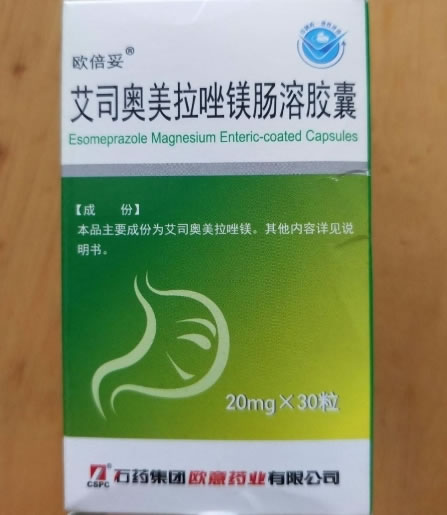 欧倍妥®
艾司奥美拉唑镁肠溶胶囊
Esomeprazole Magnesium Enteric-coated Capsules
【成 份】
本品主要成份为艾司奥美拉唑镁。其他内容详见说
明书。
20mg×30粒
CSPC 石药集团欧意药业有限公司